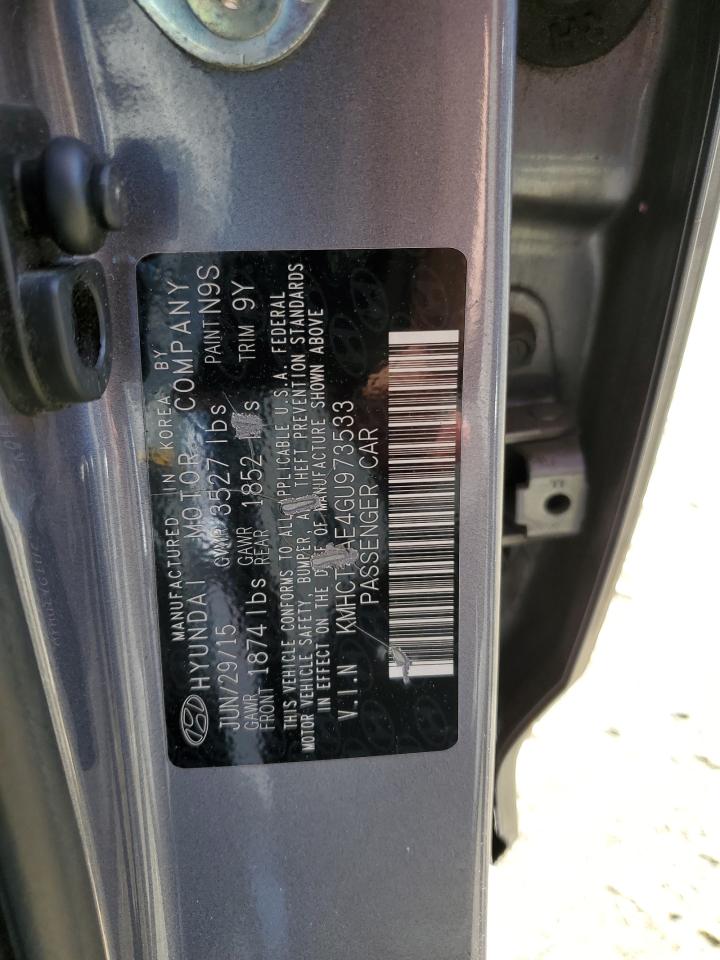 MANUFACTURED IN KOREA BY
HYUNDAI MOTOR COMPANY
JUN/29/15 GVWR 3527 lbs PAINT N9S
GAWR FRONT 1874 lbs GAWR REAR 1852 TRIM 9Y
THIS VEHICLE CONFORMS TO ALL APPLICABLE U.S.A. FEDERAL
MOTOR VEHICLE SAFETY, BUMPER, THEFT PREVENTION STANDARDS
IN EFFECT ON THE OF MANUFACTURE SHOWN ABOVE
V.I.N
PASSENGER CAR